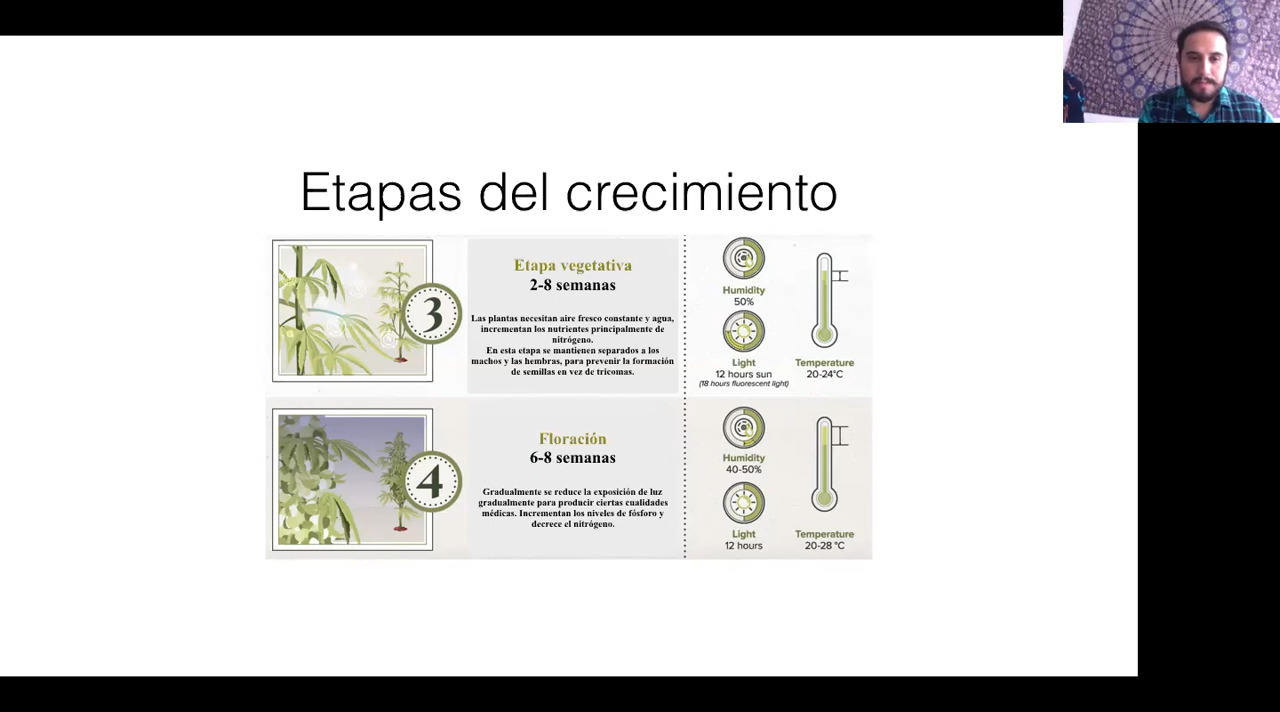 Etapas del crecimiento
3
Etapa vegetativa
2-8 semanas
Las plantas necesitan aire fresco constante y agua,
incrementan los nutrientes principalmente de
nitrógeno.
En esta etapa se mantienen separados a los
machos y las hembras, para prevenir la formación
de semillas en vez de tricomas.
Humidity
50%
Light
12 hours sun
(18 hours fluorescent light)
Temperature
20-24°C
4
Floración
6-8 semanas
Gradualmente se reduce la exposición de luz
gradualmente para producir ciertas cualidades
médicas. Incrementan los niveles de fósforo y
decrece el nitrógeno.
Humidity
40-50%
Light
12 hours
Temperature
20-28 °C